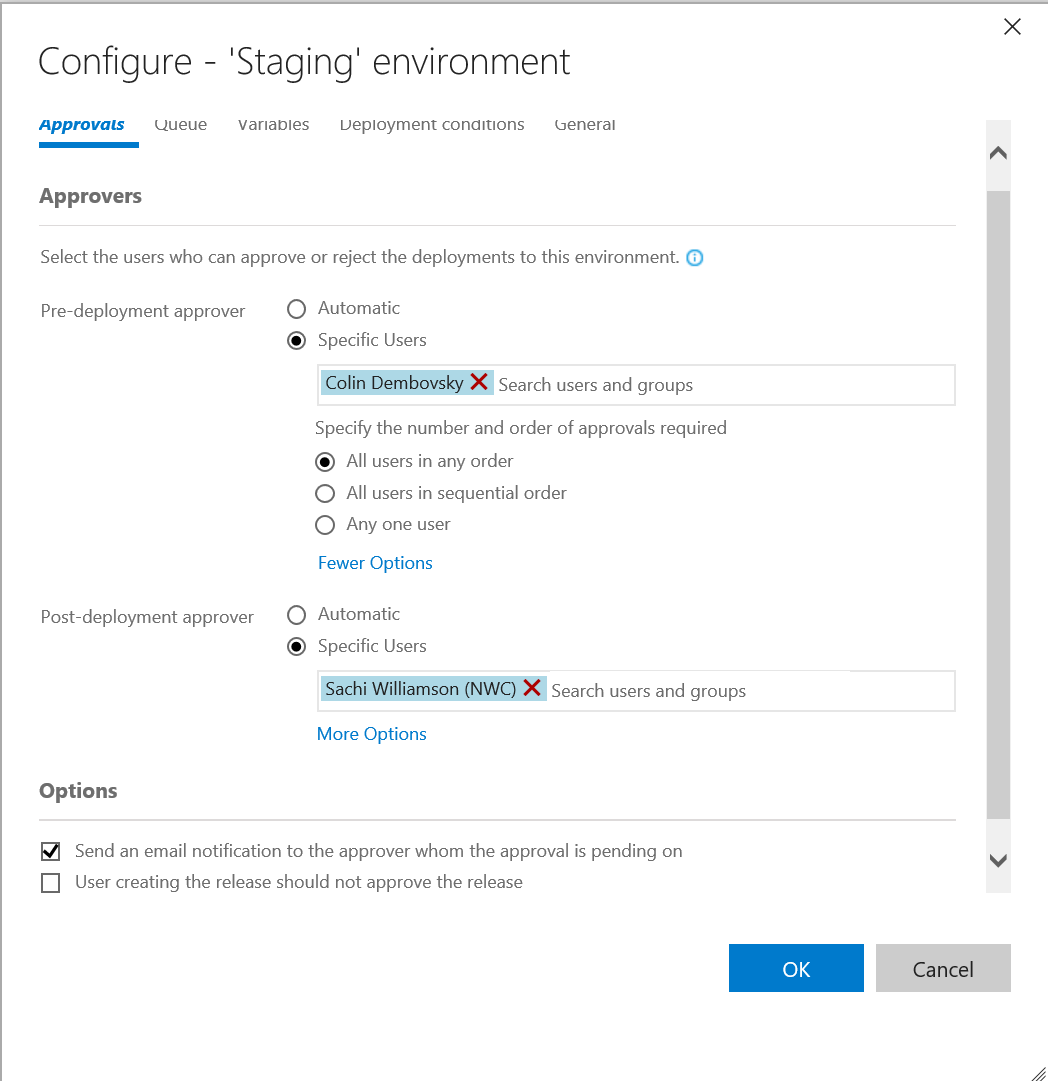 Configure - 'Staging' environment
Approvals Queue Variables Deployment conditions General
Approvers
Select the users who can approve or reject the deployments to this environment.
Pre-deployment approver
Automatic
Specific Users
Colin Dembovsky Search users and groups
Specify the number and order of approvals required
All users in any order
All users in sequential order
Any one user
Fewer Options
Post-deployment approver
Automatic
Specific Users
Sachi Williamson (NWC) Search users and groups
More Options
Options
Send an email notification to the approver whom the approval is pending on
User creating the release should not approve the release
OK Cancel